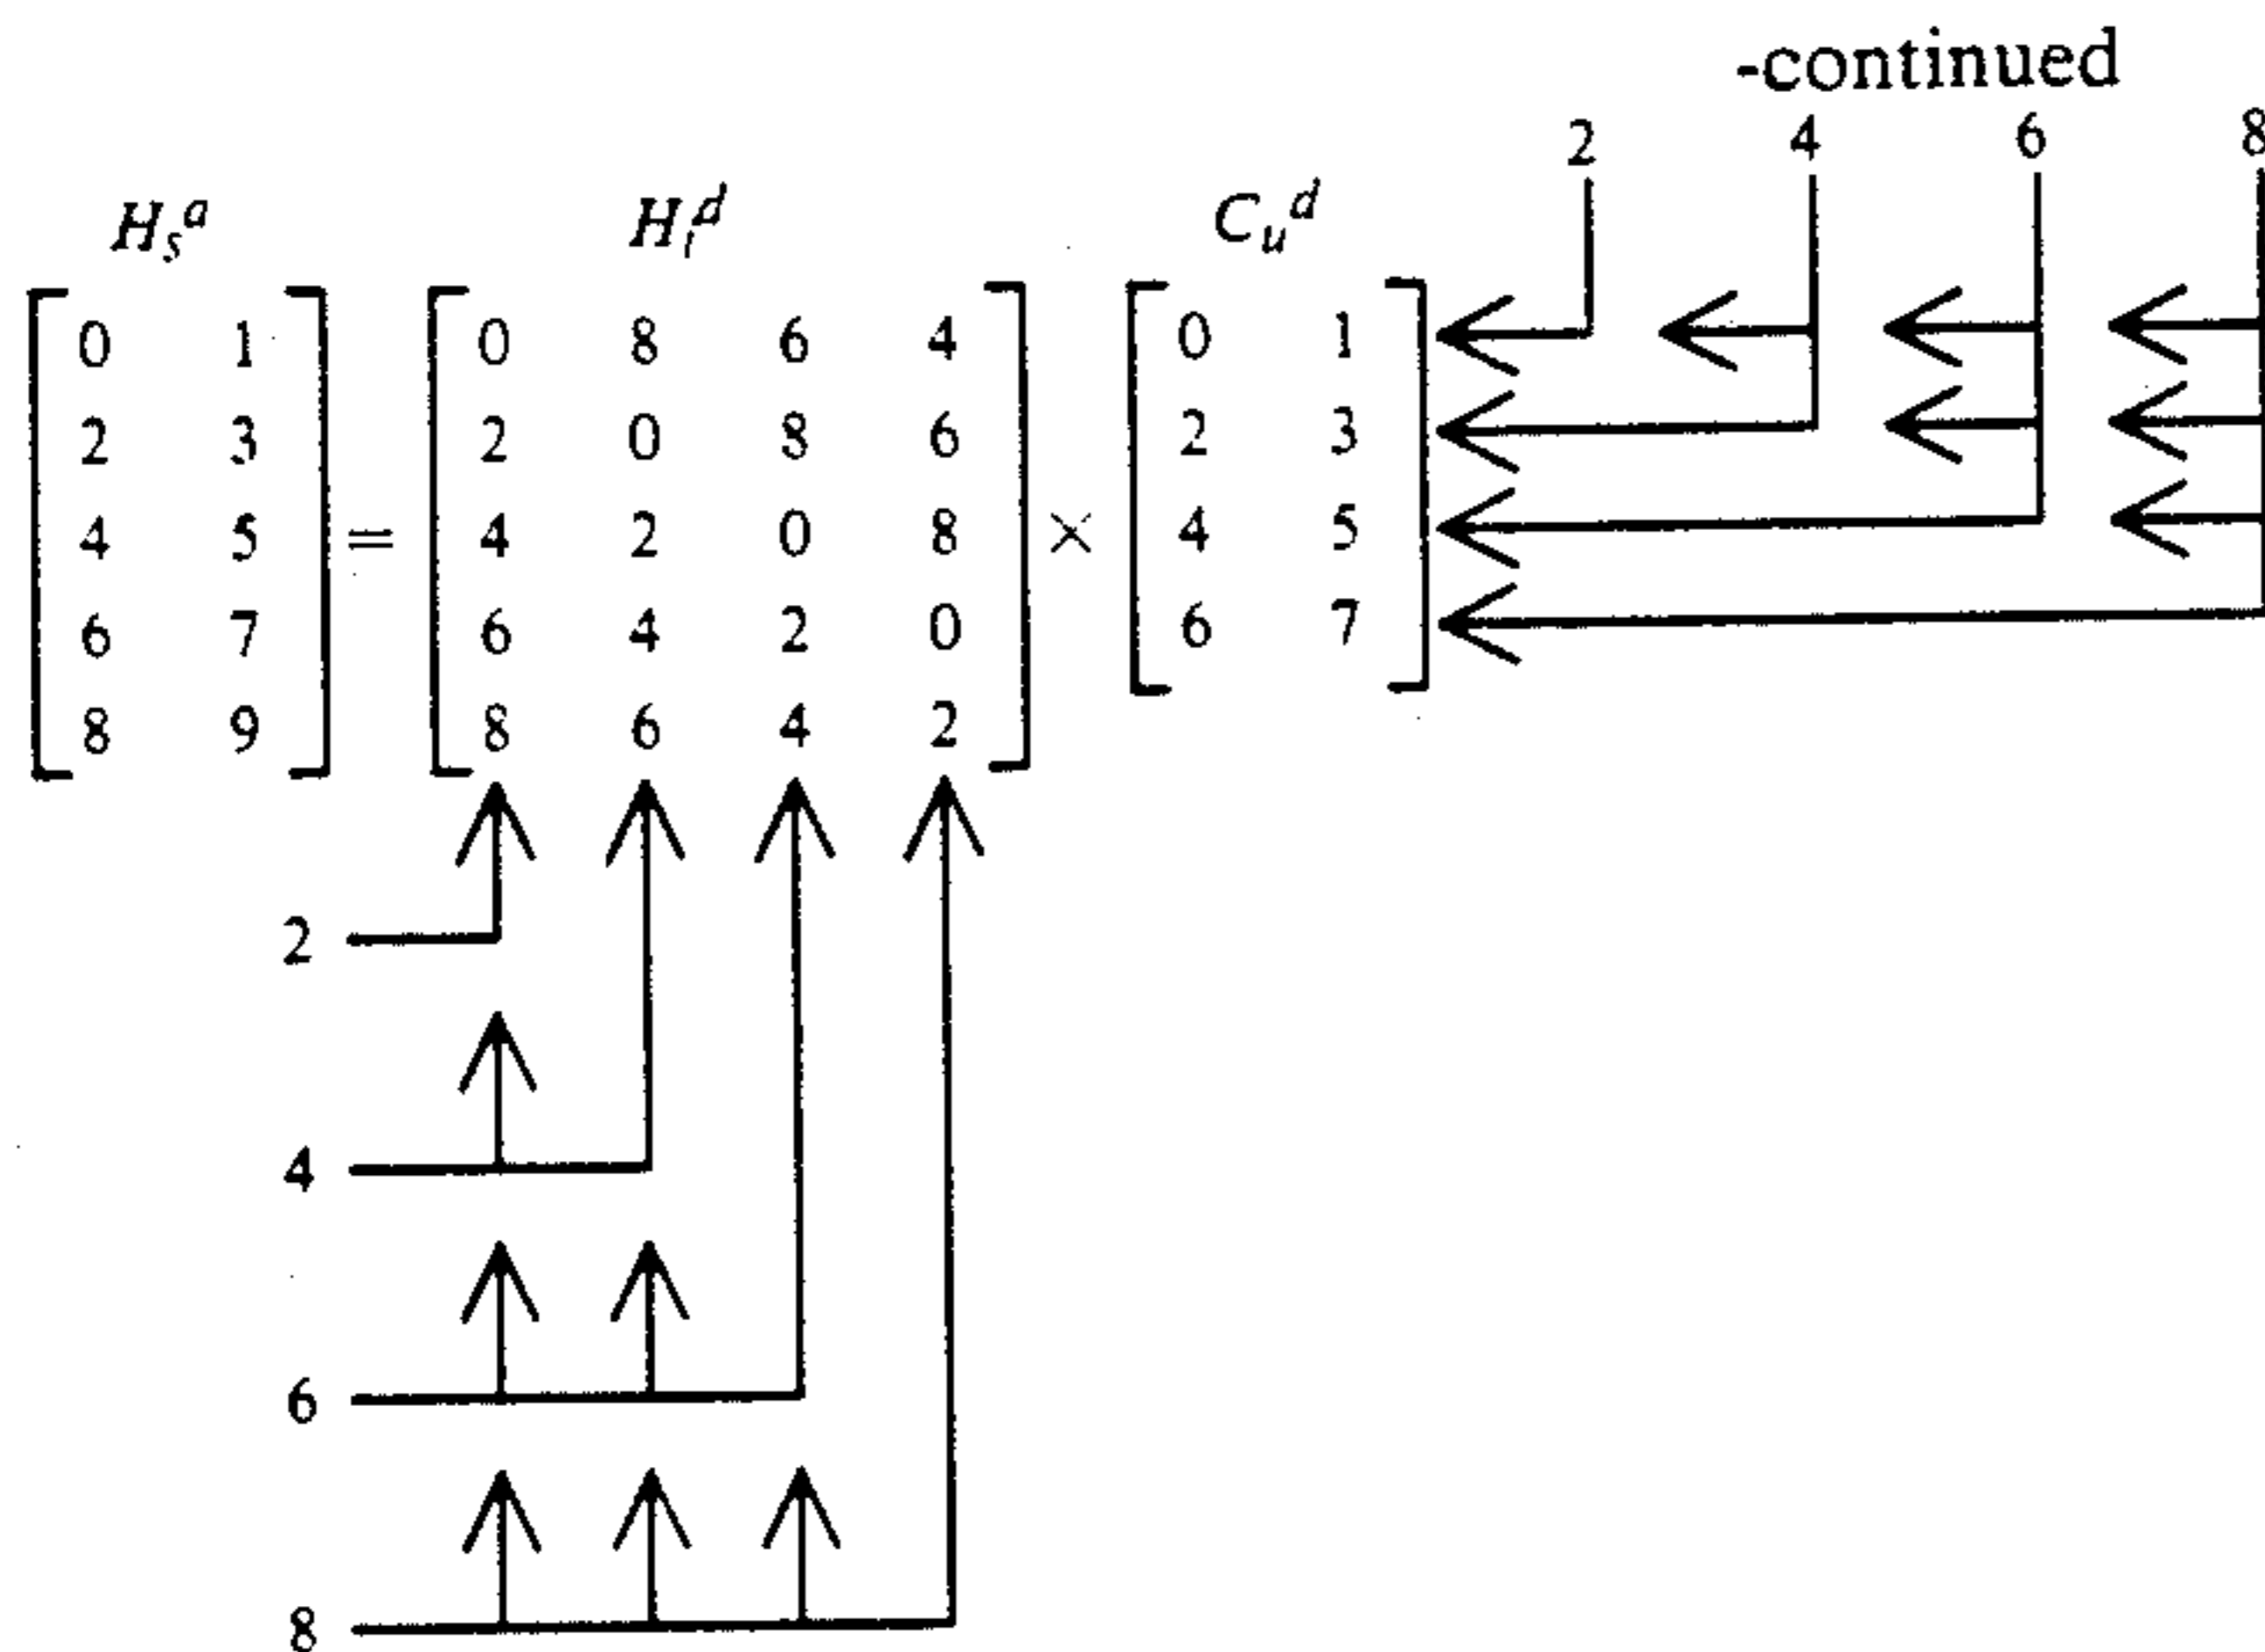 -continued
2 4 6 8
H_s^a H_i^d C_u^d
0 1 0 8 6 4 0 1
2 3 2 0 8 6 2 3
4 5 = 4 2 0 8 × 4 5
6 7 6 4 2 0 6 7
8 9 8 6 4 2
2
4
6
8